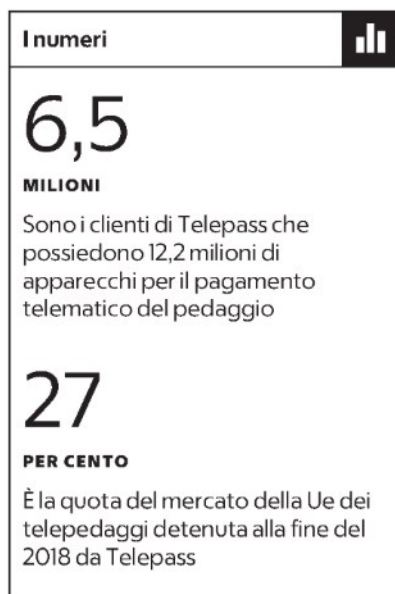 I numeri
6,5
MILIONI
Sono i clienti di Telepass che
possiedono 12,2 milioni di
apparecchi per il pagamento
telematico del pedaggio
27
PER CENTO
È la quota del mercato della Ue dei
telepedaggi detenuta alla fine del
2018 da Telepass